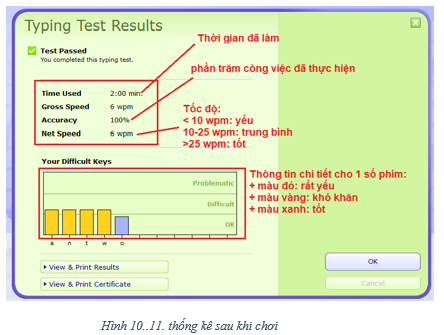 Typing Test Results
Test Passed
You completed this typing test.
Thời gian đã làm
phần trăm công việc đã thực hiện
Time Used 2:00 min.
Gross Speed 6 wpm
Accuracy 100%
Net Speed 6 wpm
Tốc độ:
< 10 wpm: yếu
10-25 wpm: trung bình
>25 wpm: tốt
Your Difficult Keys
Problematic
Difficult
OK
a n t w o
Thông tin chi tiết cho 1 số phím:
+ màu đỏ: rất yếu
+ màu vàng: khó khăn
+ màu xanh: tốt
View & Print Results
View & Print Certificate
OK
Cancel
Hình 10..11. thống kê sau khi chơi